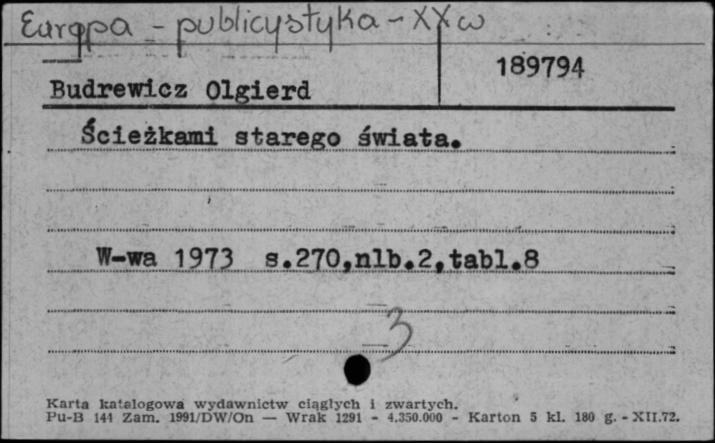 Europa - publicystyka - XX w
189794
Budrewicz Olgierd
Ścieżkami starego świata.
W-wa 1973 s.270,nlb.2,tabl.8
3
Karta katalogowa wydawnictw ciągłych i zwartych.
Pu-B 144 Zam. 1991/DW/On — Wrak 1291 - 4.350.000 - Karton 5 kl. 180 g. - XII.72.